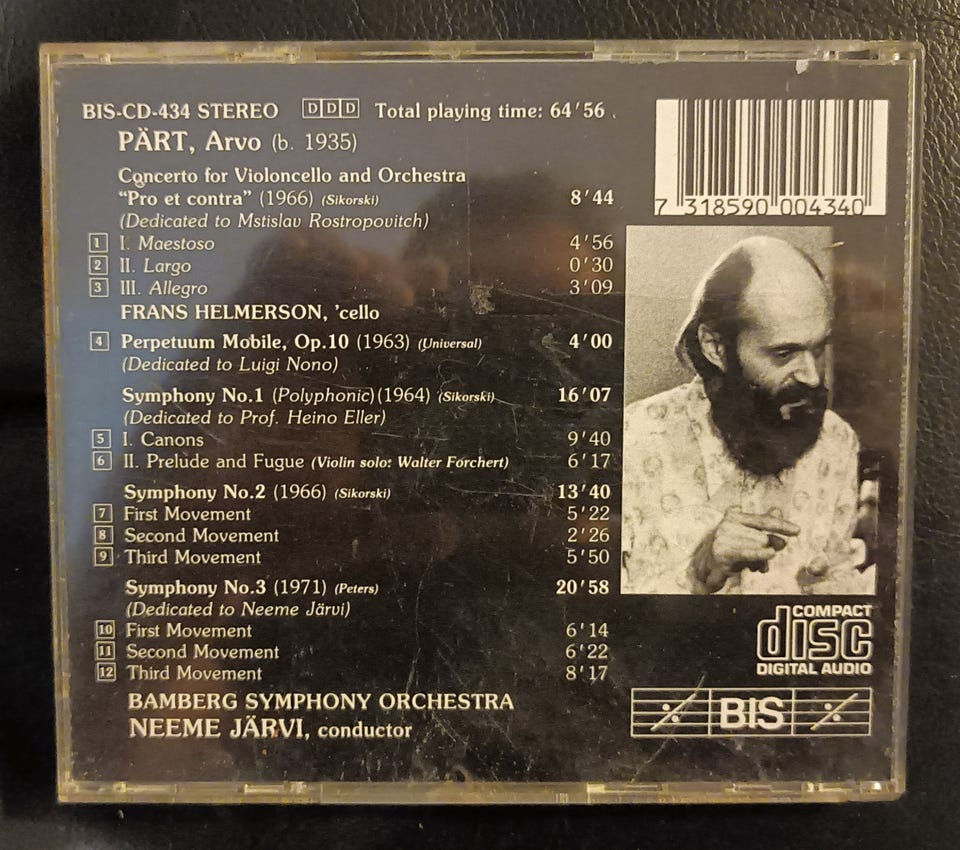 BIS-CD-434 STEREO DDD Total playing time: 64'56
PÄRT, Arvo (b. 1935)
Concerto for Violoncello and Orchestra
“Pro et contra” (1966) (Sikorski) 8'44
(Dedicated to Mstislav Rostropovitch)
1 I. Maestoso 4'56
2 II. Largo 0'30
3 III. Allegro 3'09
FRANS HELMERSON, 'cello
4 Perpetuum Mobile, Op.10 (1963) (Universal) 4'00
(Dedicated to Luigi Nono)
Symphony No.1 (Polyphonic)(1964) (Sikorski) 16'07
(Dedicated to Prof. Heino Eller)
5 I. Canons 9'40
6 II. Prelude and Fugue (Violin solo: Walter Forchert) 6'17
Symphony No.2 (1966) (Sikorski) 13'40
7 First Movement 5'22
8 Second Movement 2'26
9 Third Movement 5'50
Symphony No.3 (1971) (Peters) 20'58
(Dedicated to Neeme Järvi)
10 First Movement 6'14
11 Second Movement 6'22
12 Third Movement 8'17
BAMBERG SYMPHONY ORCHESTRA
NEEME JÄRVI, conductor
7 318590 004340
COMPACT
disc
DIGITAL AUDIO
BIS